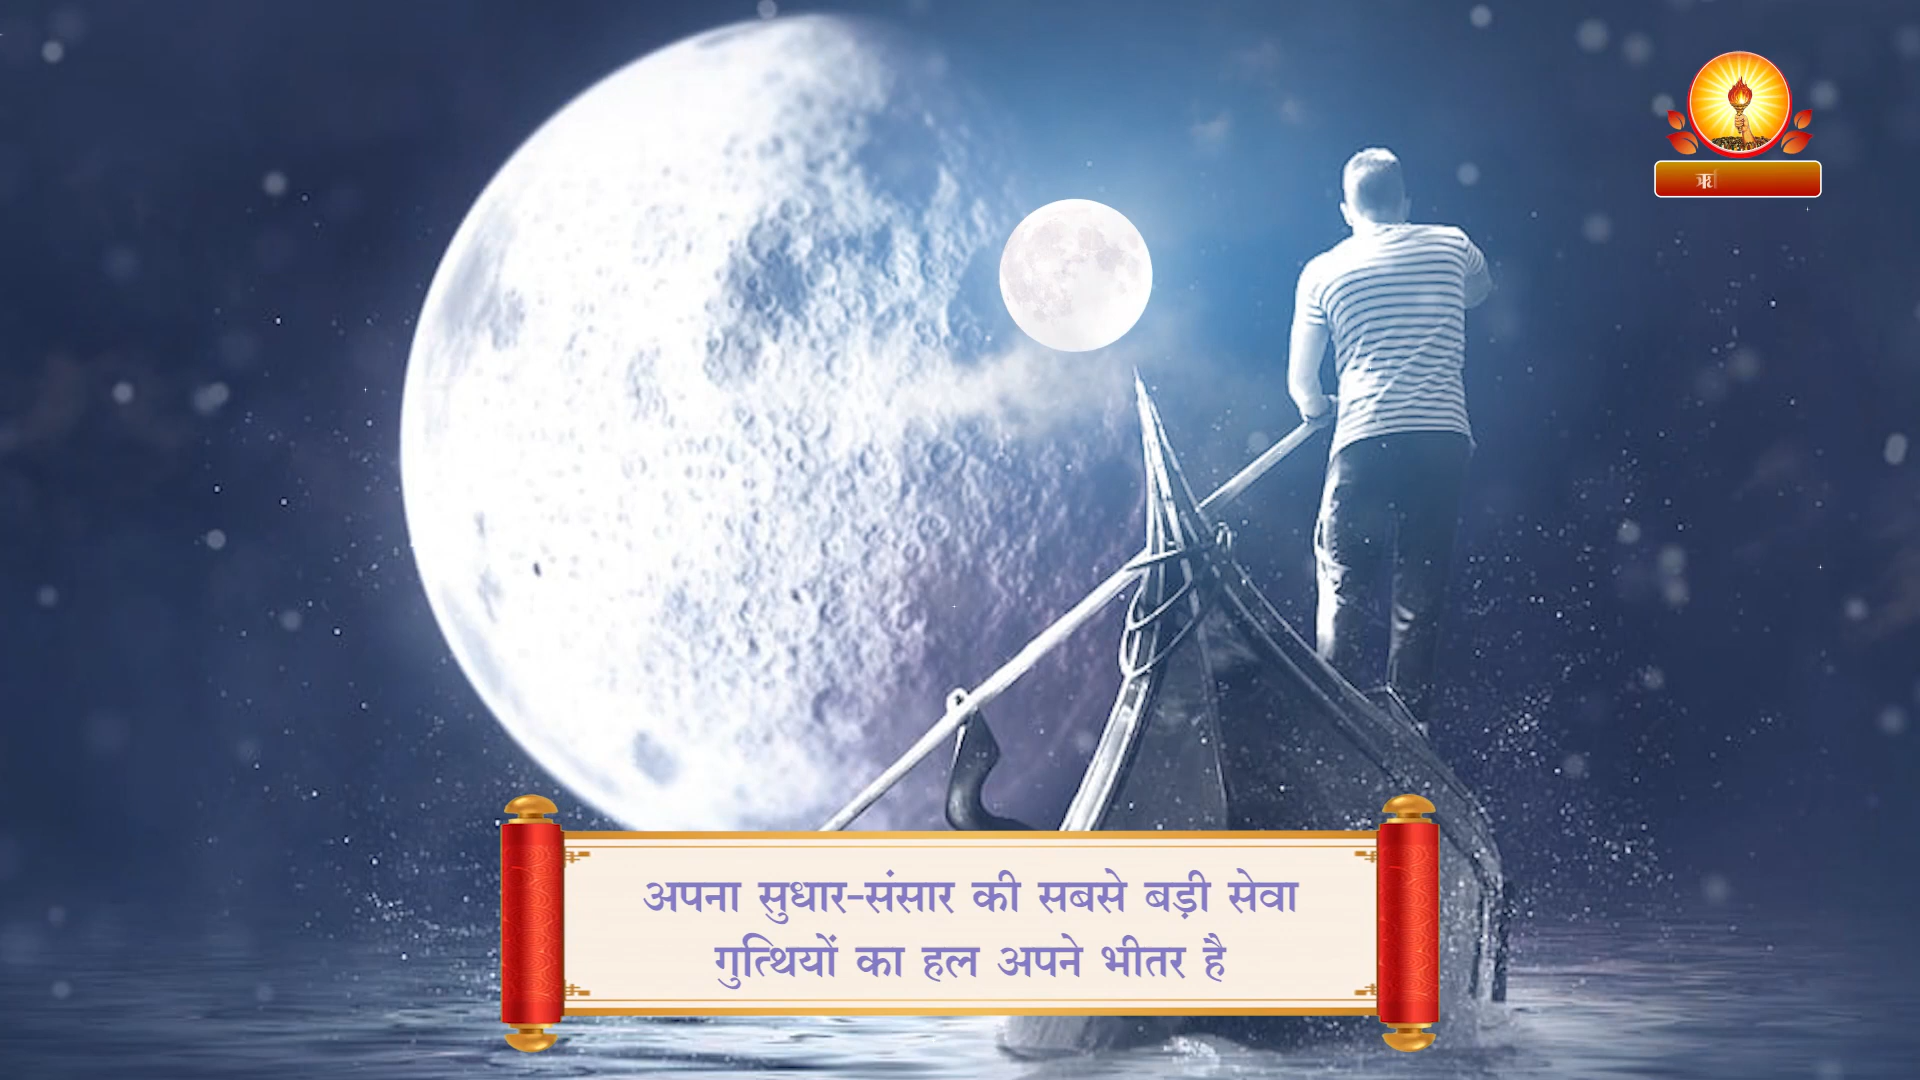 अपना सुधार-संसार की सबसे बड़ी सेवा
गुत्थियों का हल अपने भीतर है